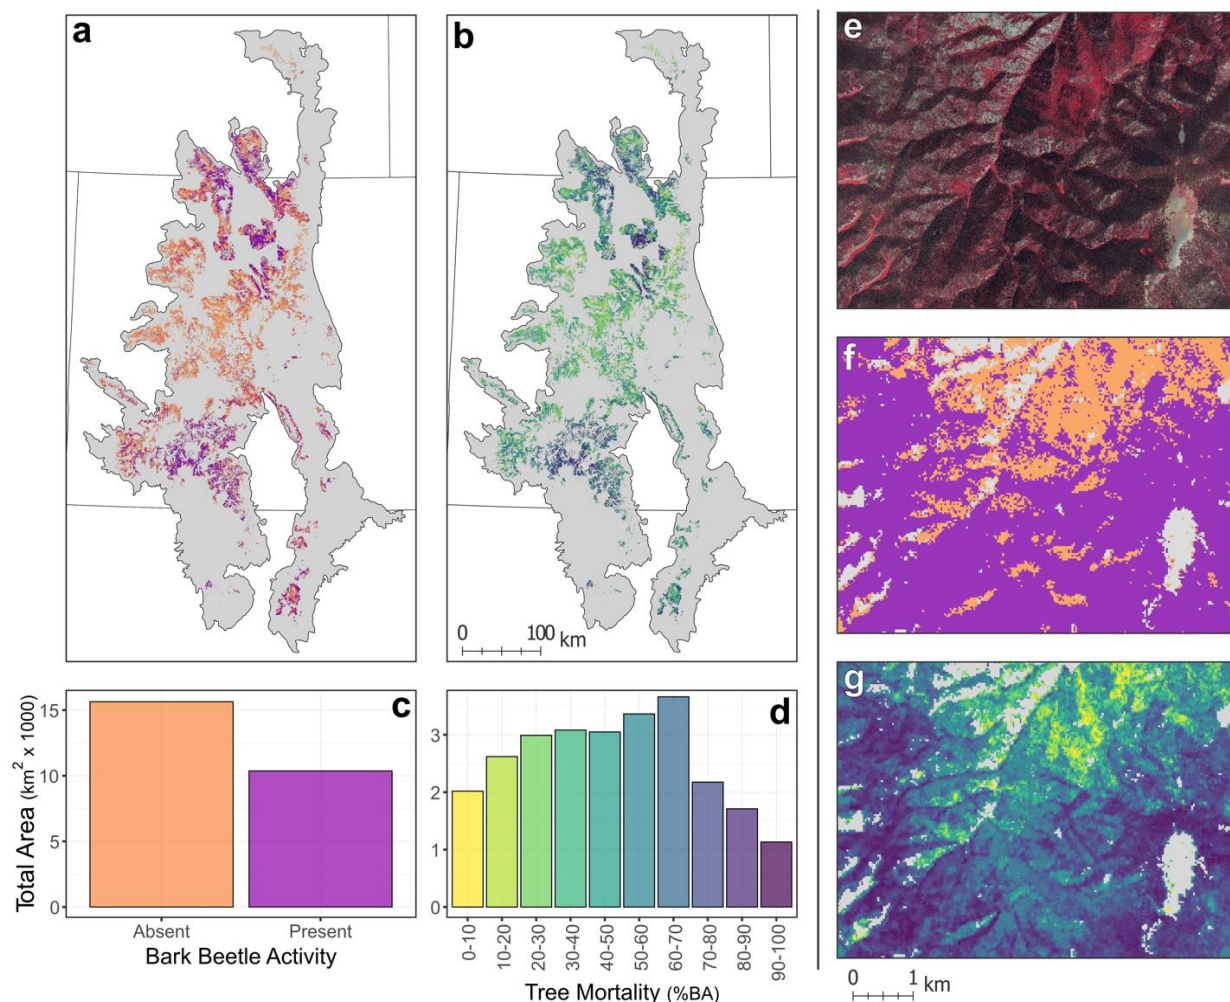 a
b
0 100
km
e
f
g
0 1 km
c
Total Area (km² x 1000)
15
10
5
0
Absent Present
Bark Beetle Activity
d
3
2
1
0
0-10 10-20 20-30 30-40 40-50 50-60 60-70 70-80 80-90 90-100
Tree Mortality (%BA)